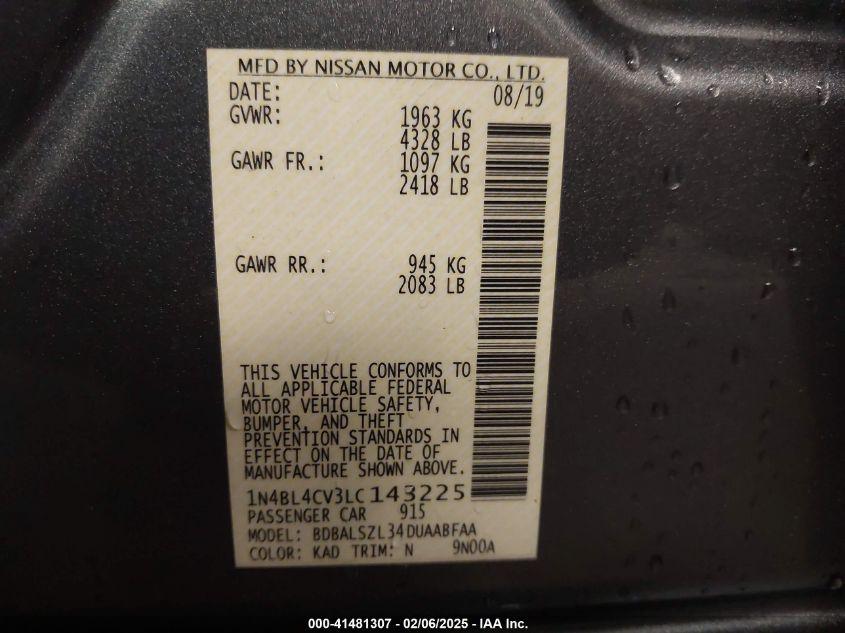 MFD BY NISSAN MOTOR CO., LTD.
DATE: 08/19
GVWR: 1963 KG
4328 LB
GAWR FR.: 1097 KG
2418 LB
GAWR RR.: 945 KG
2083 LB
THIS VEHICLE CONFORMS TO
ALL APPLICABLE FEDERAL
MOTOR VEHICLE SAFETY,
BUMPER, AND THEFT
PREVENTION STANDARDS IN
EFFECT ON THE DATE OF
MANUFACTURE SHOWN ABOVE.
1N4BL4CV3LC143225
PASSENGER CAR 915
MODEL: BDBALSZL34DUAABFAA
COLOR: KAD TRIM: N 9N00A
000-41481307 - 02/06/2025 - IAA Inc.